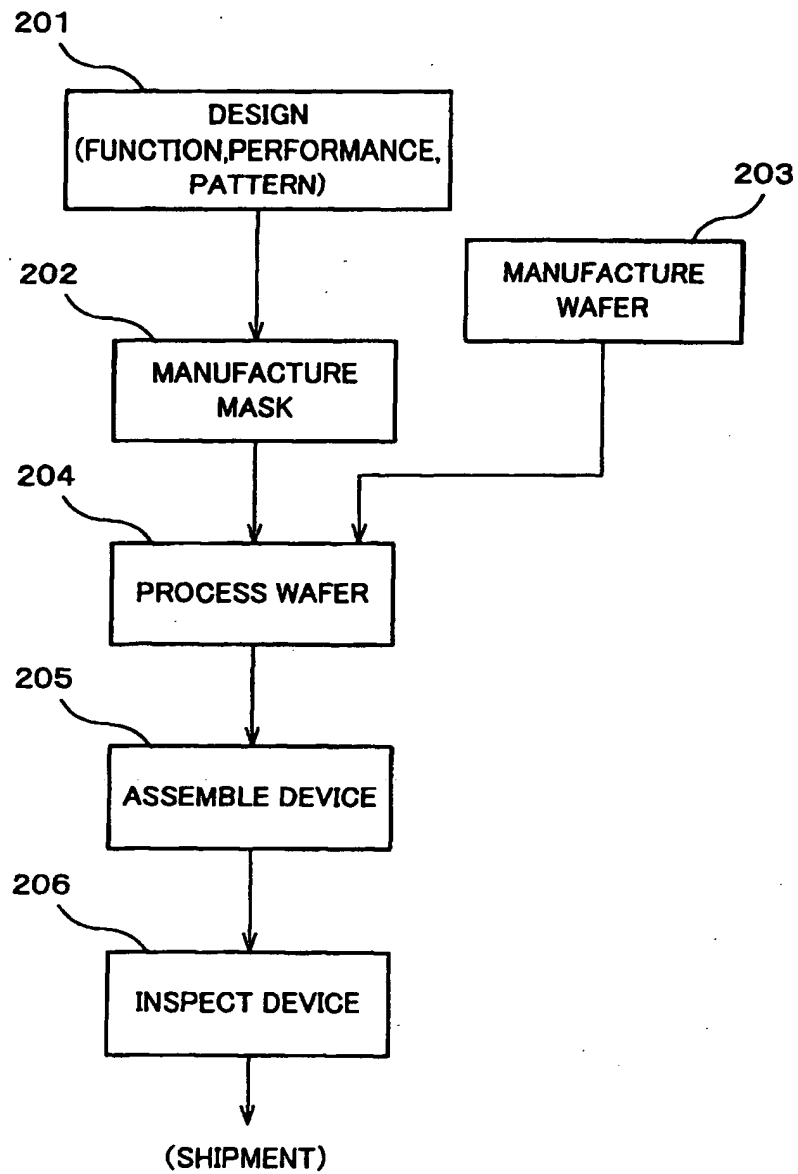 201
DESIGN
(FUNCTION,PERFORMANCE,
PATTERN)
203
MANUFACTURE
WAFER
202
MANUFACTURE
MASK
204
PROCESS WAFER
205
ASSEMBLE DEVICE
206
INSPECT DEVICE
(SHIPMENT)